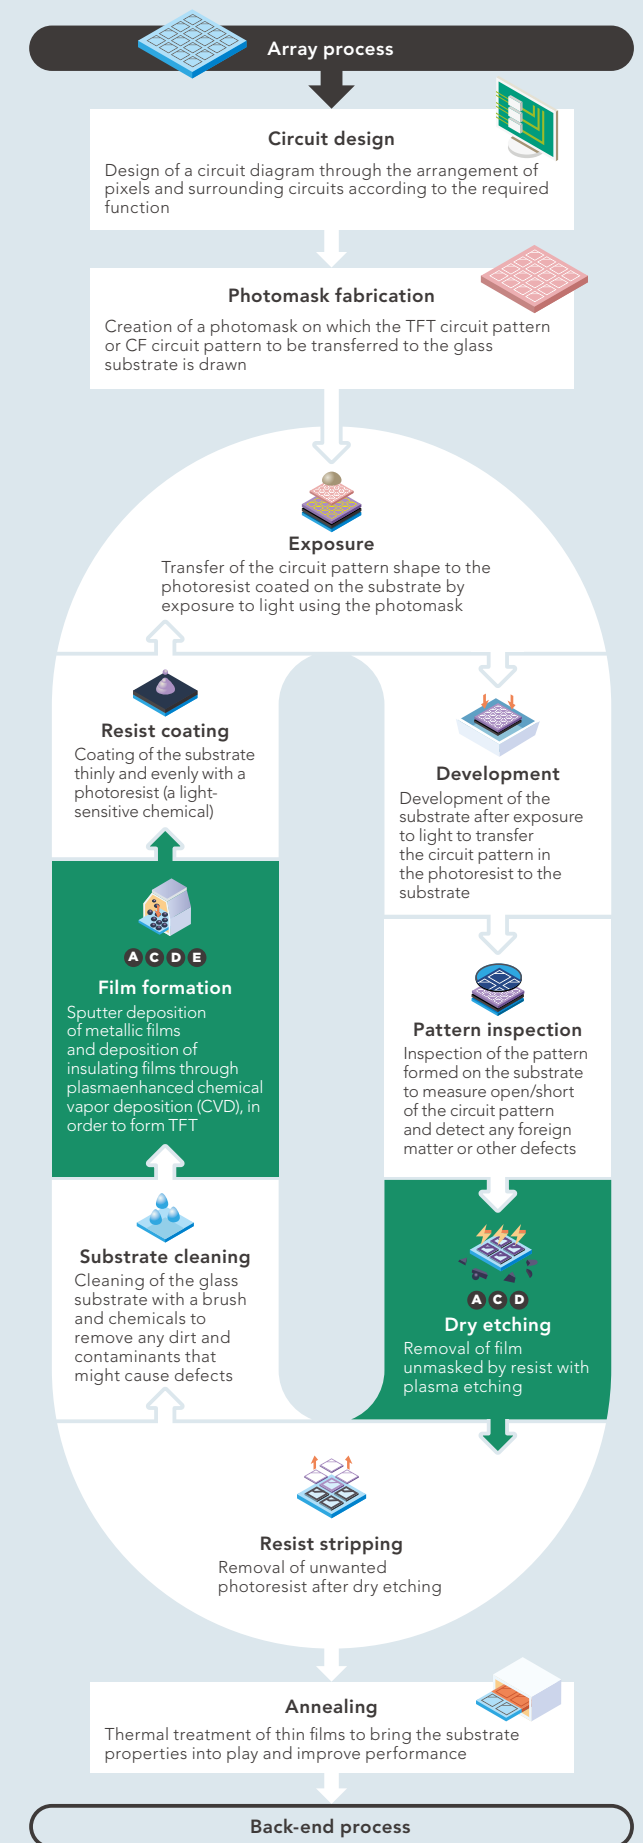 Array process
Circuit design
Design of a circuit diagram through the arrangement of
pixels and surrounding circuits according to the required
function
Photomask fabrication
Creation of a photomask on which the TFT circuit pattern
or CF circuit pattern to be transferred to the glass
substrate is drawn
Exposure
Transfer of the circuit pattern shape to the
photoresist coated on the substrate by
exposure to light using the photomask
Resist coating
Coating of the substrate
thinly and evenly with a
photoresist (a light-
sensitive chemical)
Development
Development of the
substrate after exposure
to light to transfer
the circuit pattern in
the photoresist to the
substrate
A C D E
Film formation
Sputter deposition
of metallic films
and deposition of
insulating films through
plasmaenhanced chemical
vapor deposition (CVD), in
order to form TFT
Pattern inspection
Inspection of the pattern
formed on the substrate
to measure open/short
of the circuit pattern
and detect any foreign
matter or other defects
Substrate cleaning
Cleaning of the glass
substrate with a brush
and chemicals to
remove any dirt and
contaminants that
might cause defects
A C D
Dry etching
Removal of film
unmasked by resist with
plasma etching
Resist stripping
Removal of unwanted
photoresist after dry etching
Annealing
Thermal treatment of thin films to bring the substrate
properties into play and improve performance
Back-end process